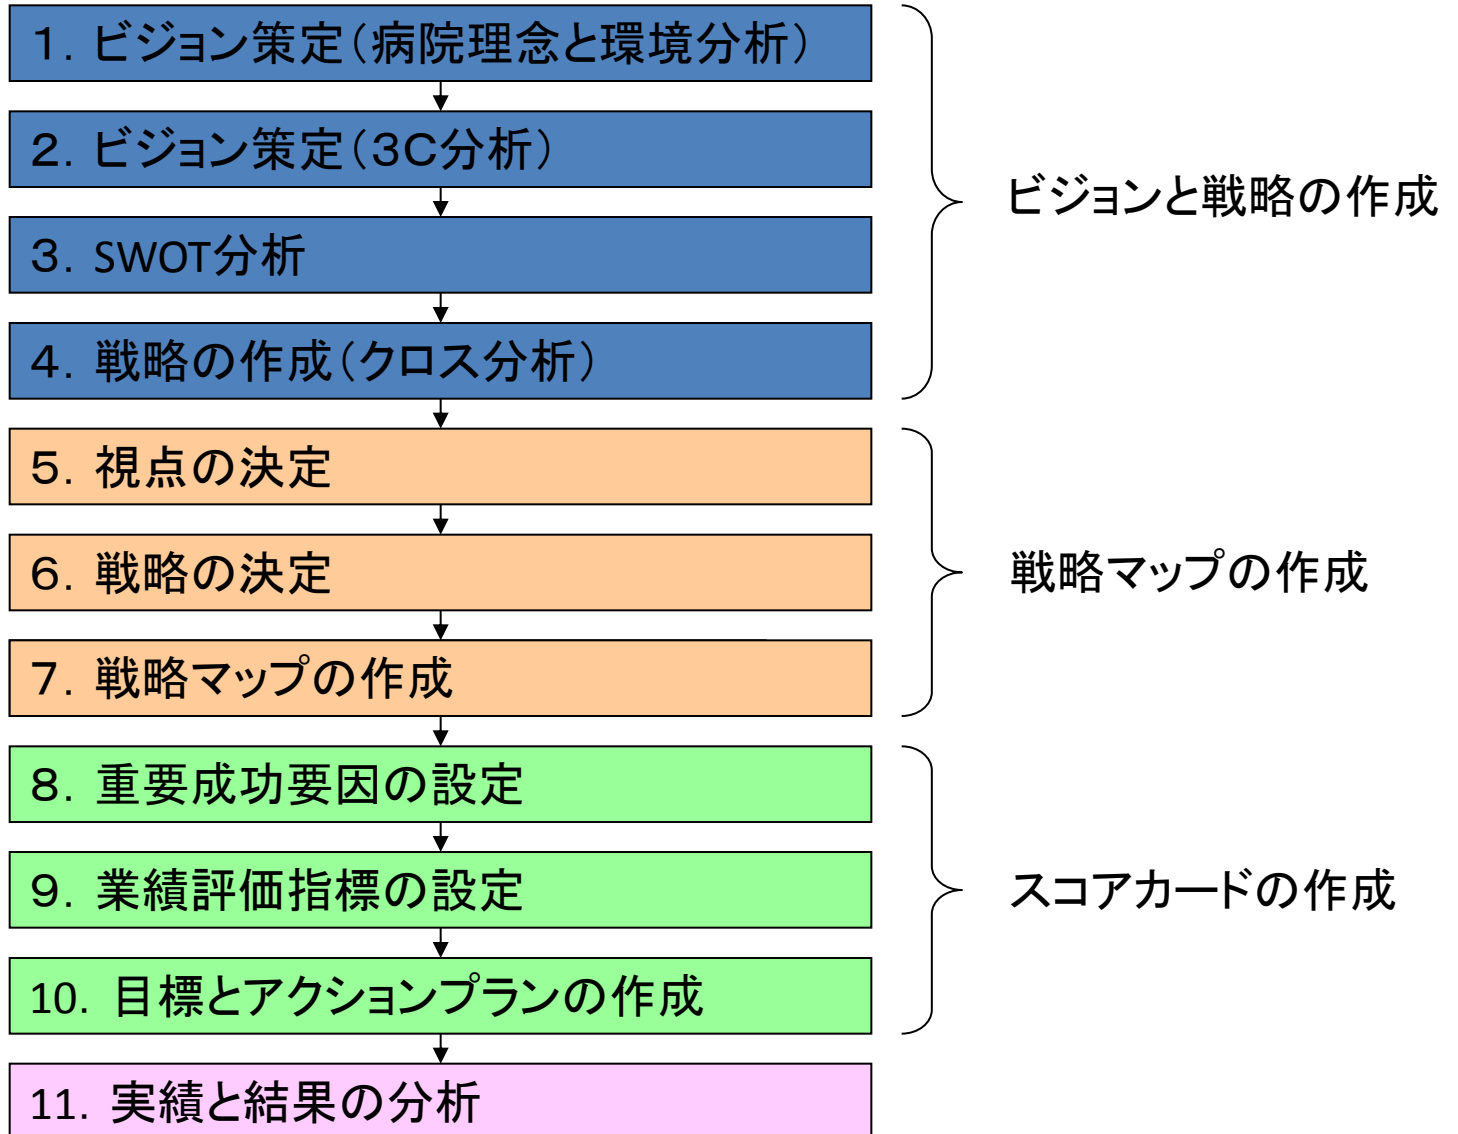 1. ビジョン策定(病院理念と環境分析)
2. ビジョン策定(3C分析)
3. SWOT分析
4. 戦略の作成(クロス分析)
ビジョンと戦略の作成
5. 視点の決定
6. 戦略の決定
7. 戦略マップの作成
戦略マップの作成
8. 重要成功要因の設定
9. 業績評価指標の設定
10. 目標とアクションプランの作成
スコアカードの作成
11. 実績と結果の分析